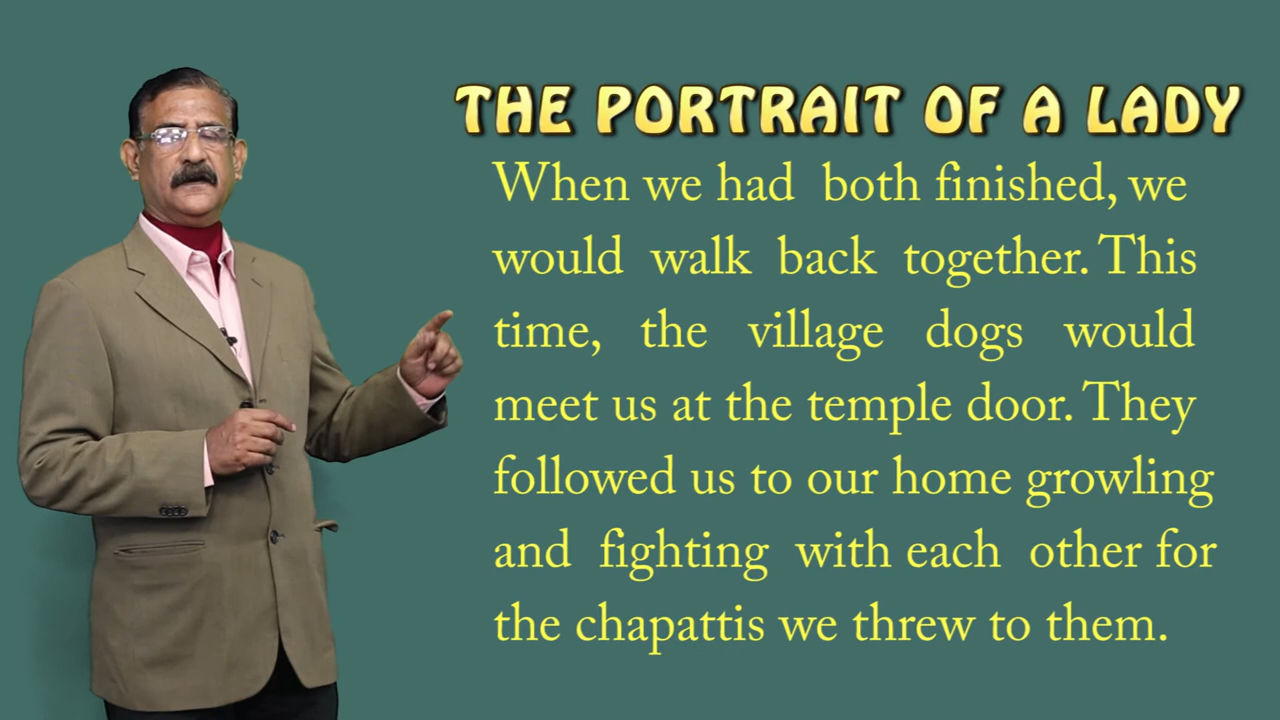 THE PORTRAIT OF A LADY
When we had both finished, we
would walk back together. This
time, the village dogs would
meet us at the temple door. They
followed us to our home growling
and fighting with each other for
the chapattis we threw to them.